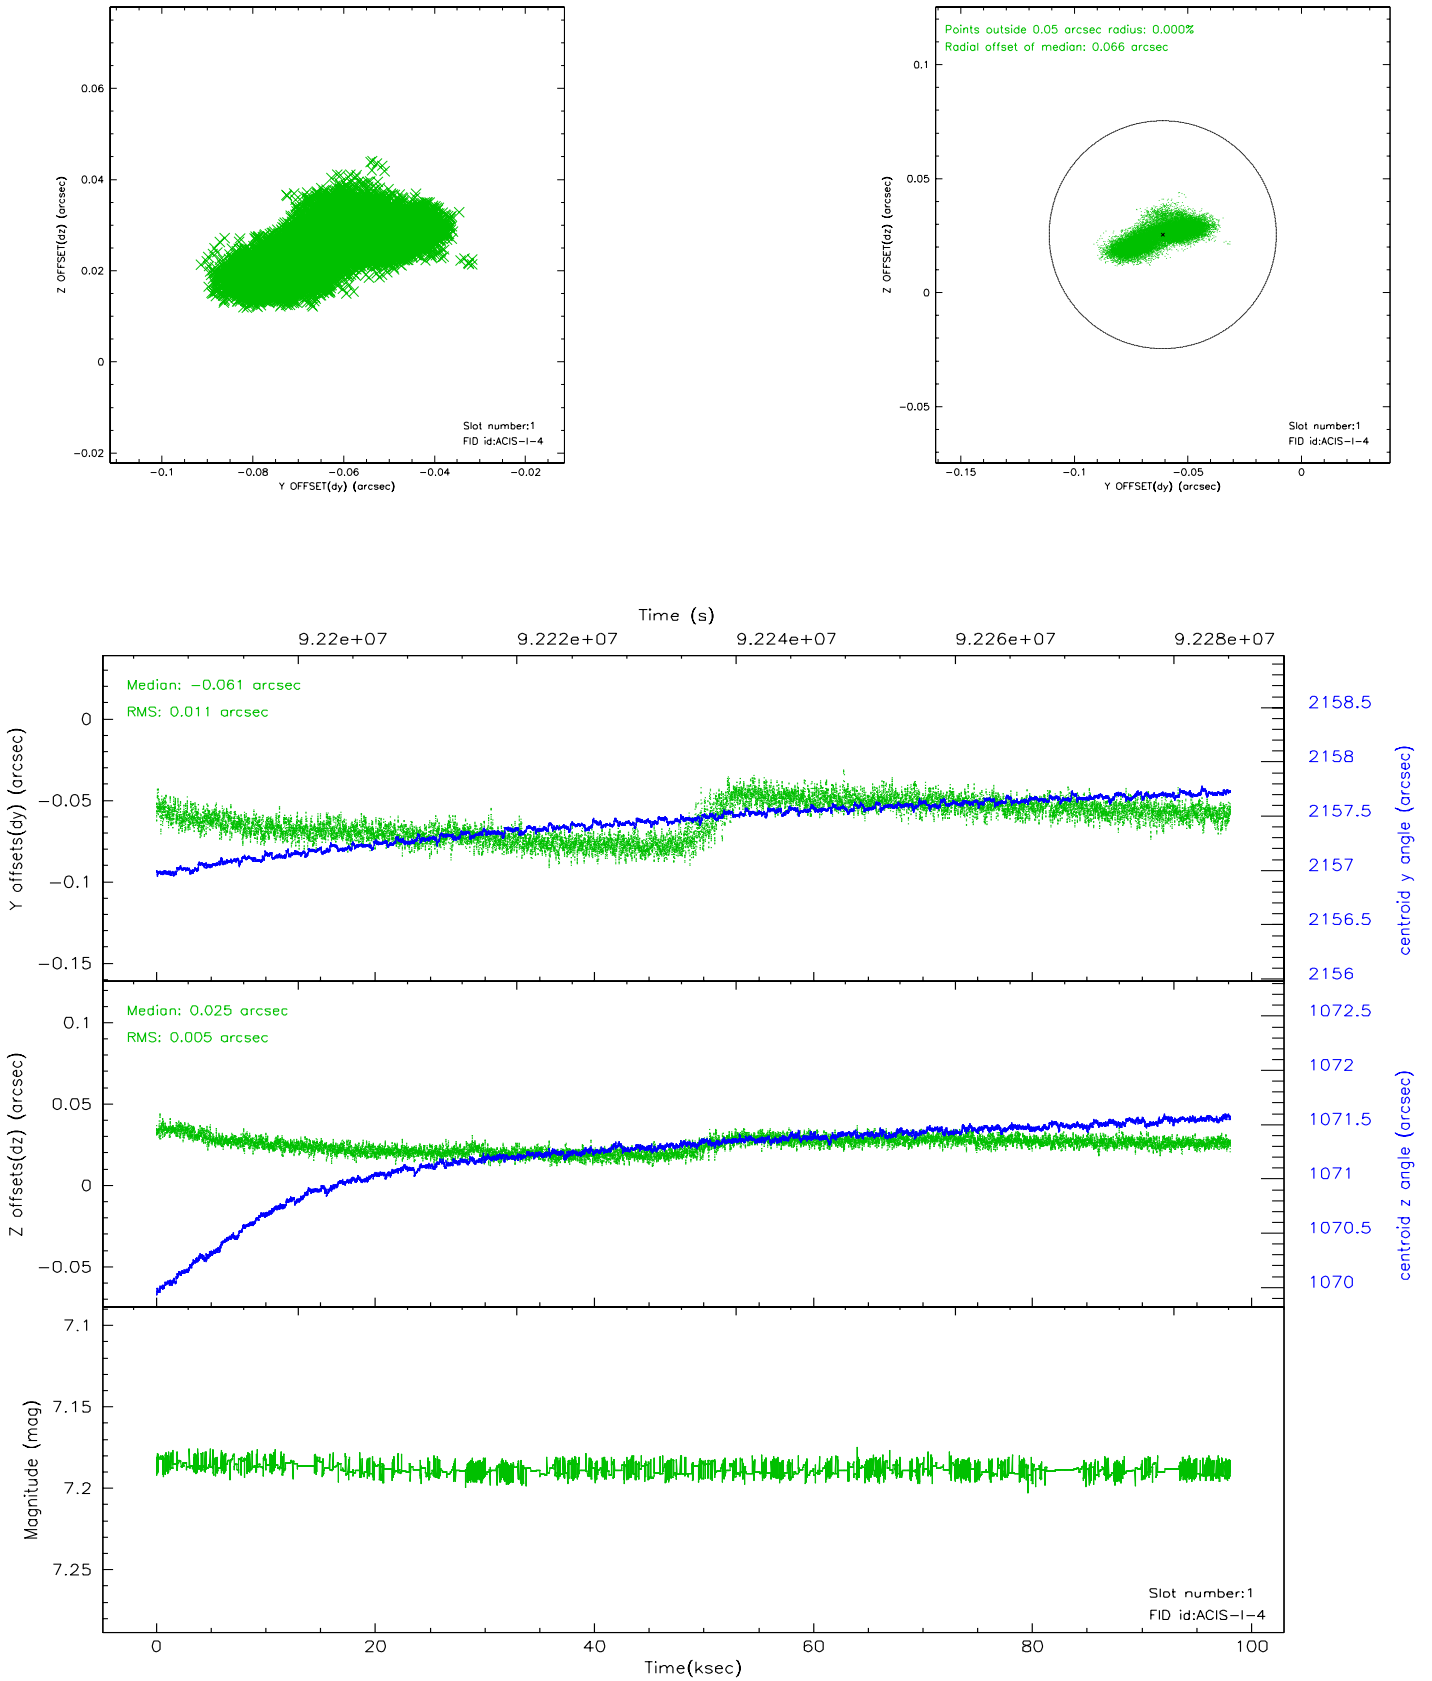 0.06
0.04
0.02
0
-0.02
Z OFFSET(dz) (arcsec)
Slot number:1
FID id:ACIS-I-4
-0.1 -0.08 -0.06 -0.04 -0.02
Y OFFSET(dy) (arcsec)
Points outside 0.05 arcsec radius: 0.000%
Radial offset of median: 0.066 arcsec
0.1
0.05
0
-0.05
Z OFFSET(dz) (arcsec)
Slot number:1
FID id:ACIS-I-4
-0.15 -0.1 -0.05 0
Y OFFSET(dy) (arcsec)
Time (s)
9.22e+07 9.222e+07 9.224e+07 9.226e+07 9.228e+07
Median: -0.061 arcsec
RMS: 0.011 arcsec
0
-0.05
-0.1
-0.15
Y offsets(dy) (arcsec)
2158.5
2158
2157.5
2157
2156.5
2156
centroid y angle (arcsec)
Median: 0.025 arcsec
RMS: 0.005 arcsec
0.1
0.05
0
-0.05
Z offsets(dz) (arcsec)
1072.5
1072
1071.5
1071
1070.5
1070
centroid z angle (arcsec)
7.1
7.15
7.2
7.25
Magnitude (mag)
Slot number:1
FID id:ACIS-I-4
0 20 40 60 80 100
Time(ksec)